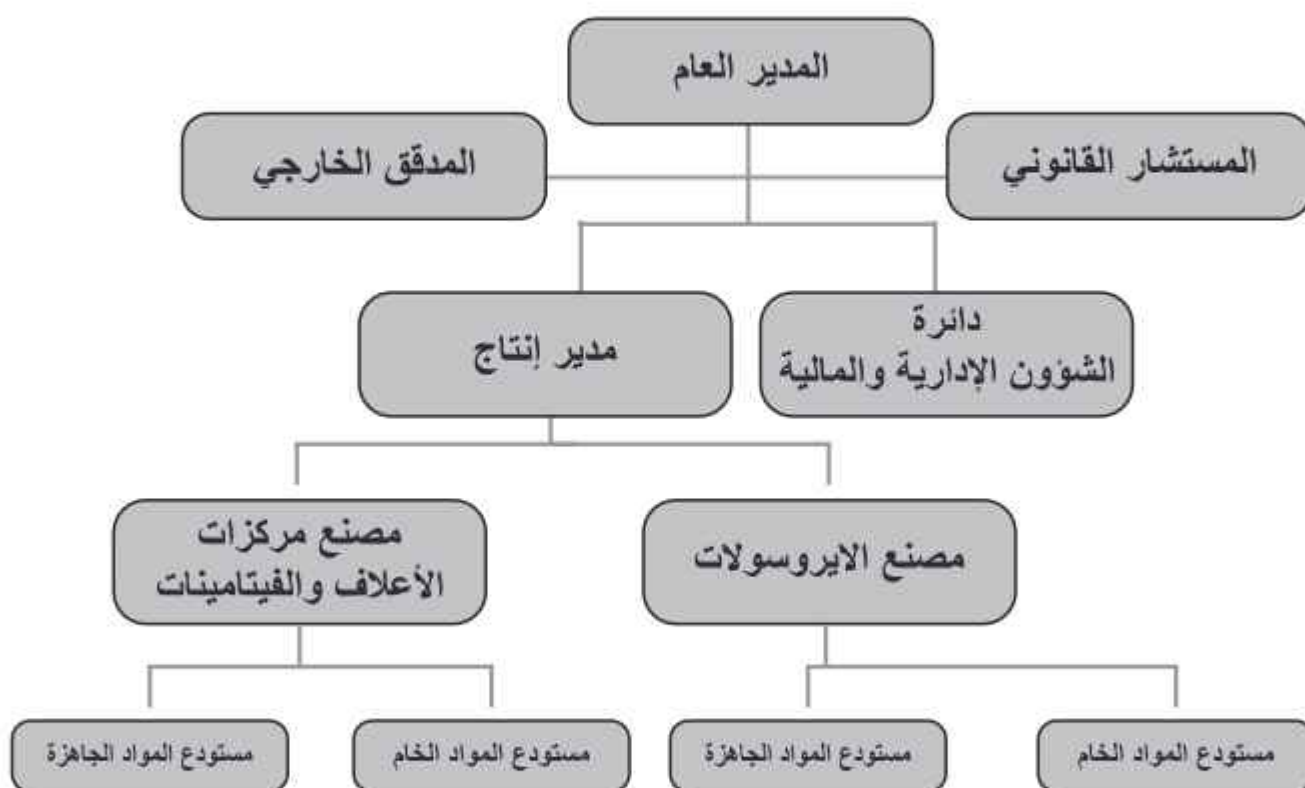 المدير العام
المستشار القانوني
المدقق الخارجي
دائرة
الشؤون الإدارية والمالية
مدير إنتاج
مصنع الايروسولات
مصنع مركزات
الأعلاف والفيتامينات
مستودع المواد الخام
مستودع المواد الجاهزة
مستودع المواد الخام
مستودع المواد الجاهزة